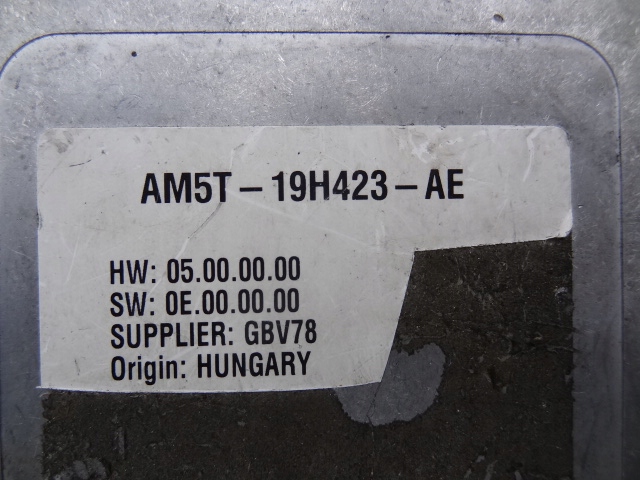 AM5T – 19H423 – AE
HW: 05.00.00.00
SW: 0E.00.00.00
SUPPLIER: GBV78
Origin: HUNGARY